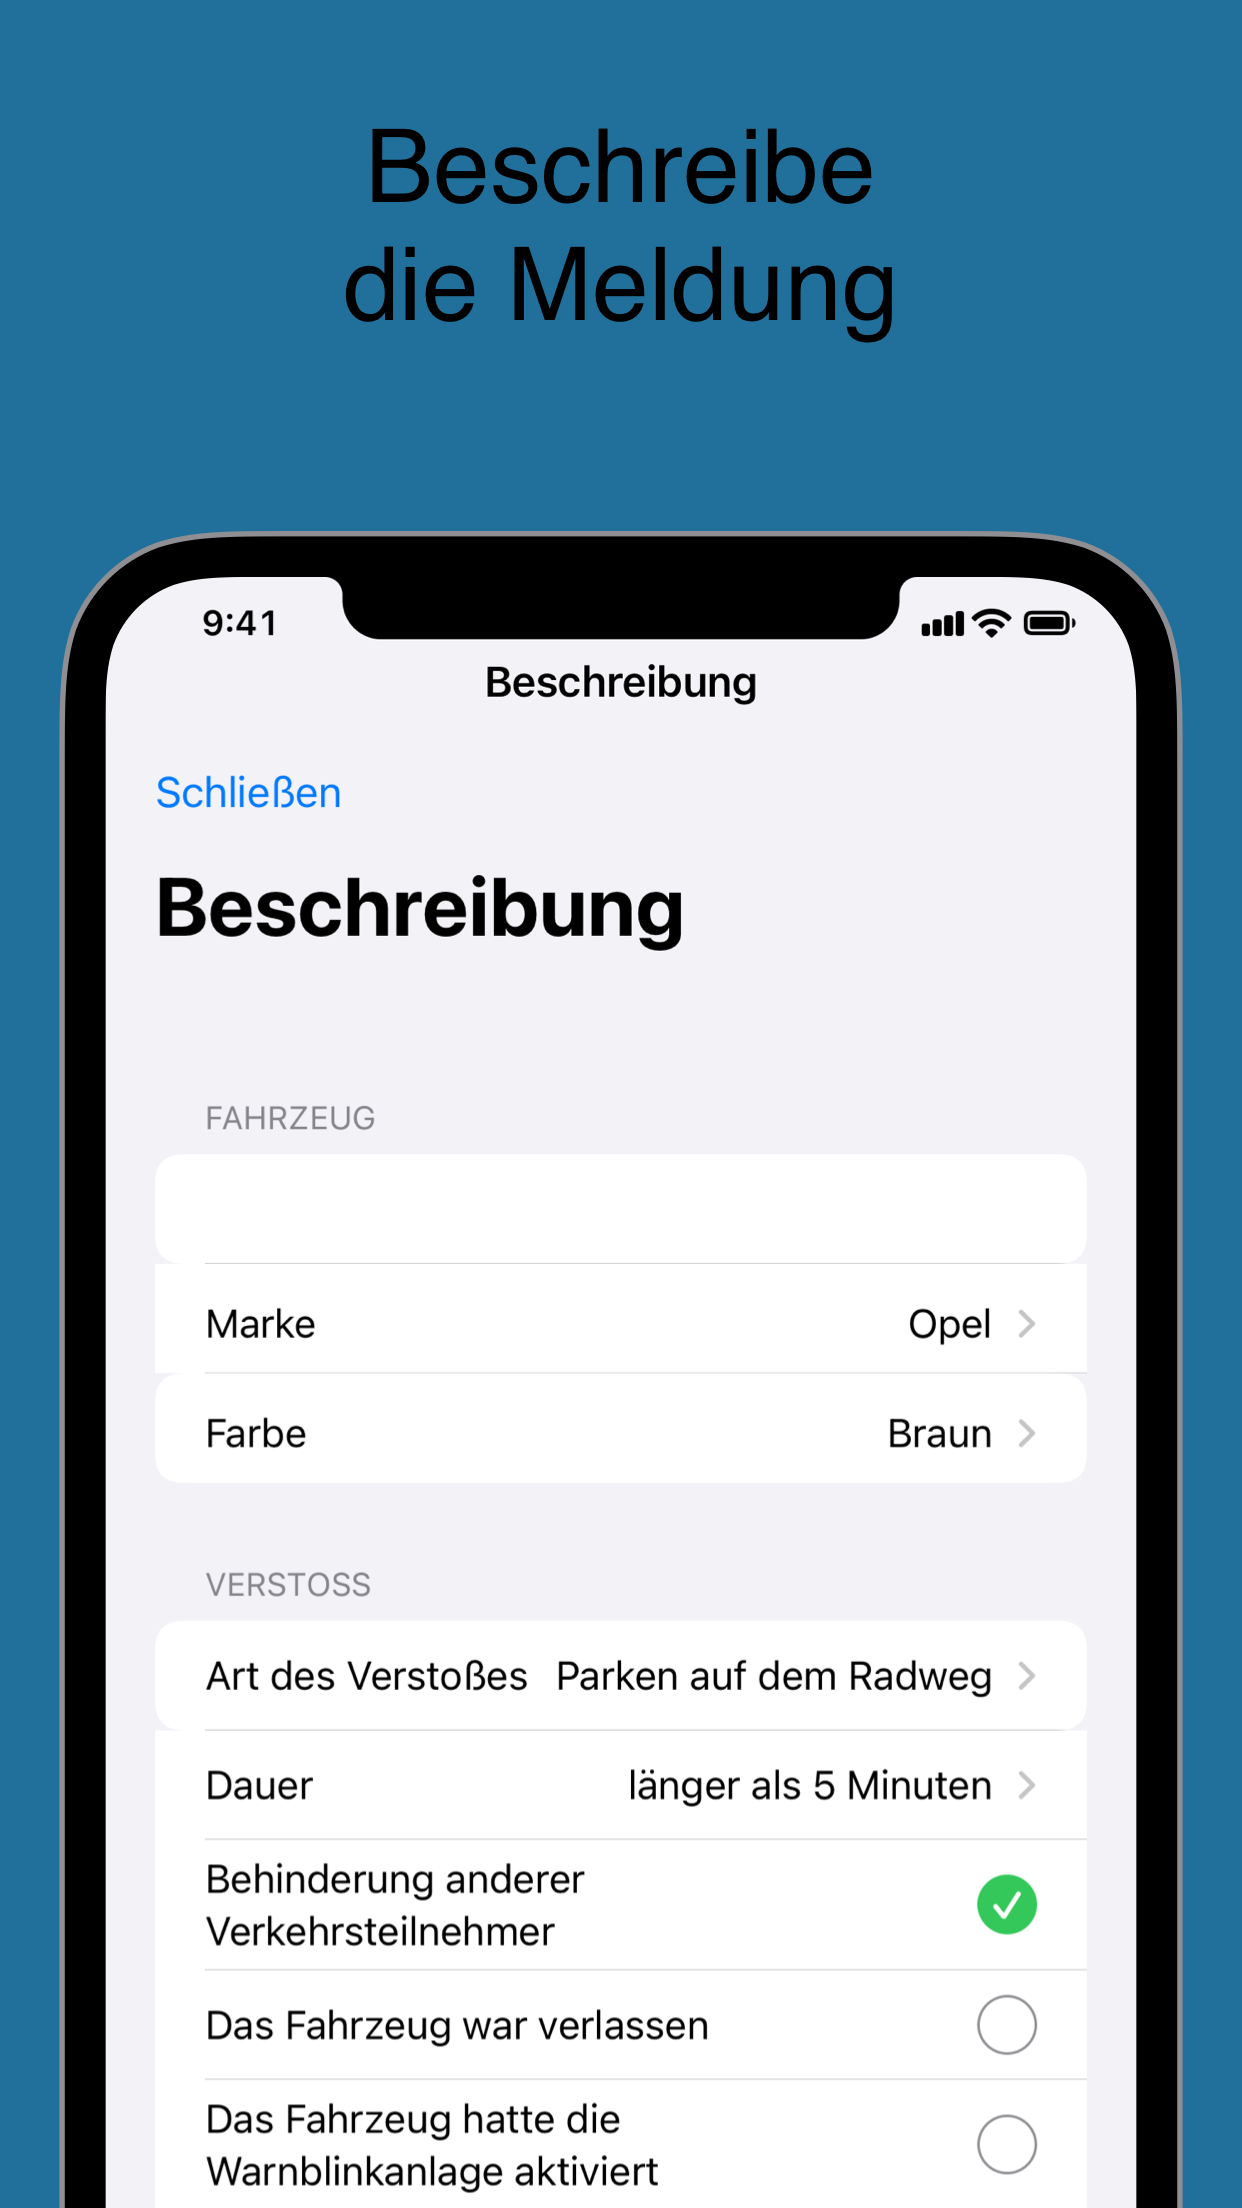 Beschreibe
die Meldung
9:41
Beschreibung
Schließen
Beschreibung
FAHRZEUG
Marke Opel
Farbe Braun
VERSTOSS
Art des Verstoßes Parken auf dem Radweg
Dauer länger als 5 Minuten
Behinderung anderer
Verkehrsteilnehmer
Das Fahrzeug war verlassen
Das Fahrzeug hatte die
Warnblinkanlage aktiviert